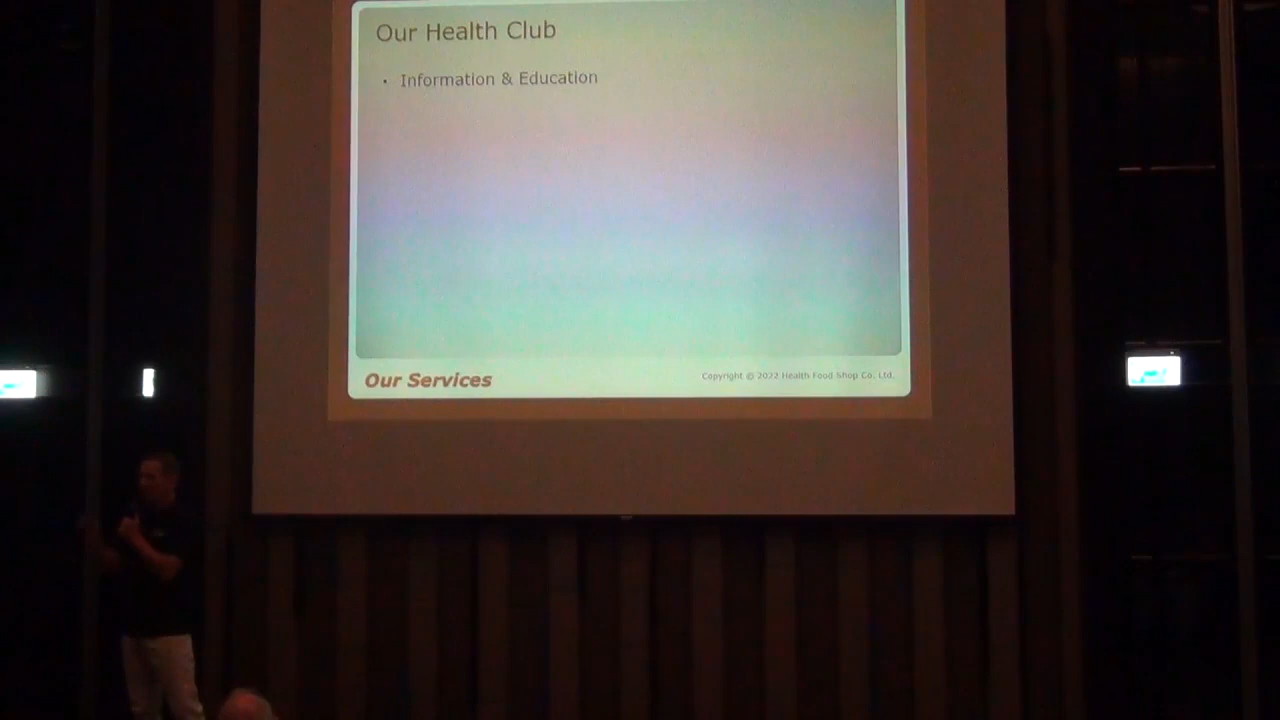 Our Health Club
• Information & Education
Our Services
Copyright © 2022 Health Food Shop Co. Ltd.